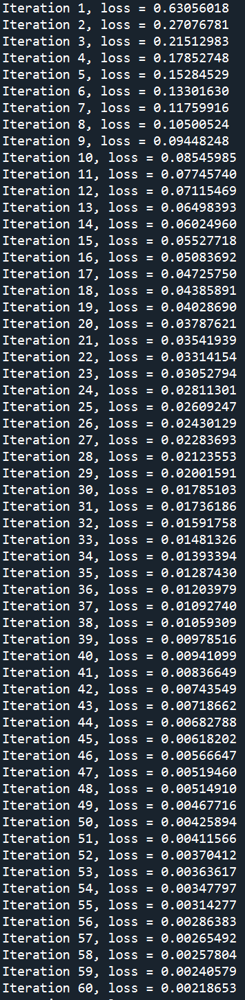 Iteration 1, loss = 0.63056018
Iteration 2, loss = 0.27076781
Iteration 3, loss = 0.21512983
Iteration 4, loss = 0.17852748
Iteration 5, loss = 0.15284529
Iteration 6, loss = 0.13301630
Iteration 7, loss = 0.11759916
Iteration 8, loss = 0.10500524
Iteration 9, loss = 0.09448248
Iteration 10, loss = 0.08545985
Iteration 11, loss = 0.07745740
Iteration 12, loss = 0.07115469
Iteration 13, loss = 0.06498393
Iteration 14, loss = 0.06024960
Iteration 15, loss = 0.05527718
Iteration 16, loss = 0.05083692
Iteration 17, loss = 0.04725750
Iteration 18, loss = 0.04385891
Iteration 19, loss = 0.04028690
Iteration 20, loss = 0.03787621
Iteration 21, loss = 0.03541939
Iteration 22, loss = 0.03314154
Iteration 23, loss = 0.03052794
Iteration 24, loss = 0.02811301
Iteration 25, loss = 0.02609247
Iteration 26, loss = 0.02430129
Iteration 27, loss = 0.02283693
Iteration 28, loss = 0.02123553
Iteration 29, loss = 0.02001591
Iteration 30, loss = 0.01785103
Iteration 31, loss = 0.01736186
Iteration 32, loss = 0.01591758
Iteration 33, loss = 0.01481326
Iteration 34, loss = 0.01393394
Iteration 35, loss = 0.01287430
Iteration 36, loss = 0.01203979
Iteration 37, loss = 0.01092740
Iteration 38, loss = 0.01059309
Iteration 39, loss = 0.00978516
Iteration 40, loss = 0.00941099
Iteration 41, loss = 0.00836649
Iteration 42, loss = 0.00743549
Iteration 43, loss = 0.00718662
Iteration 44, loss = 0.00682788
Iteration 45, loss = 0.00618202
Iteration 46, loss = 0.00566647
Iteration 47, loss = 0.00519460
Iteration 48, loss = 0.00514910
Iteration 49, loss = 0.00467716
Iteration 50, loss = 0.00425894
Iteration 51, loss = 0.00411566
Iteration 52, loss = 0.00370412
Iteration 53, loss = 0.00363617
Iteration 54, loss = 0.00347797
Iteration 55, loss = 0.00314277
Iteration 56, loss = 0.00286383
Iteration 57, loss = 0.00265492
Iteration 58, loss = 0.00257804
Iteration 59, loss = 0.00240579
Iteration 60, loss = 0.00218653